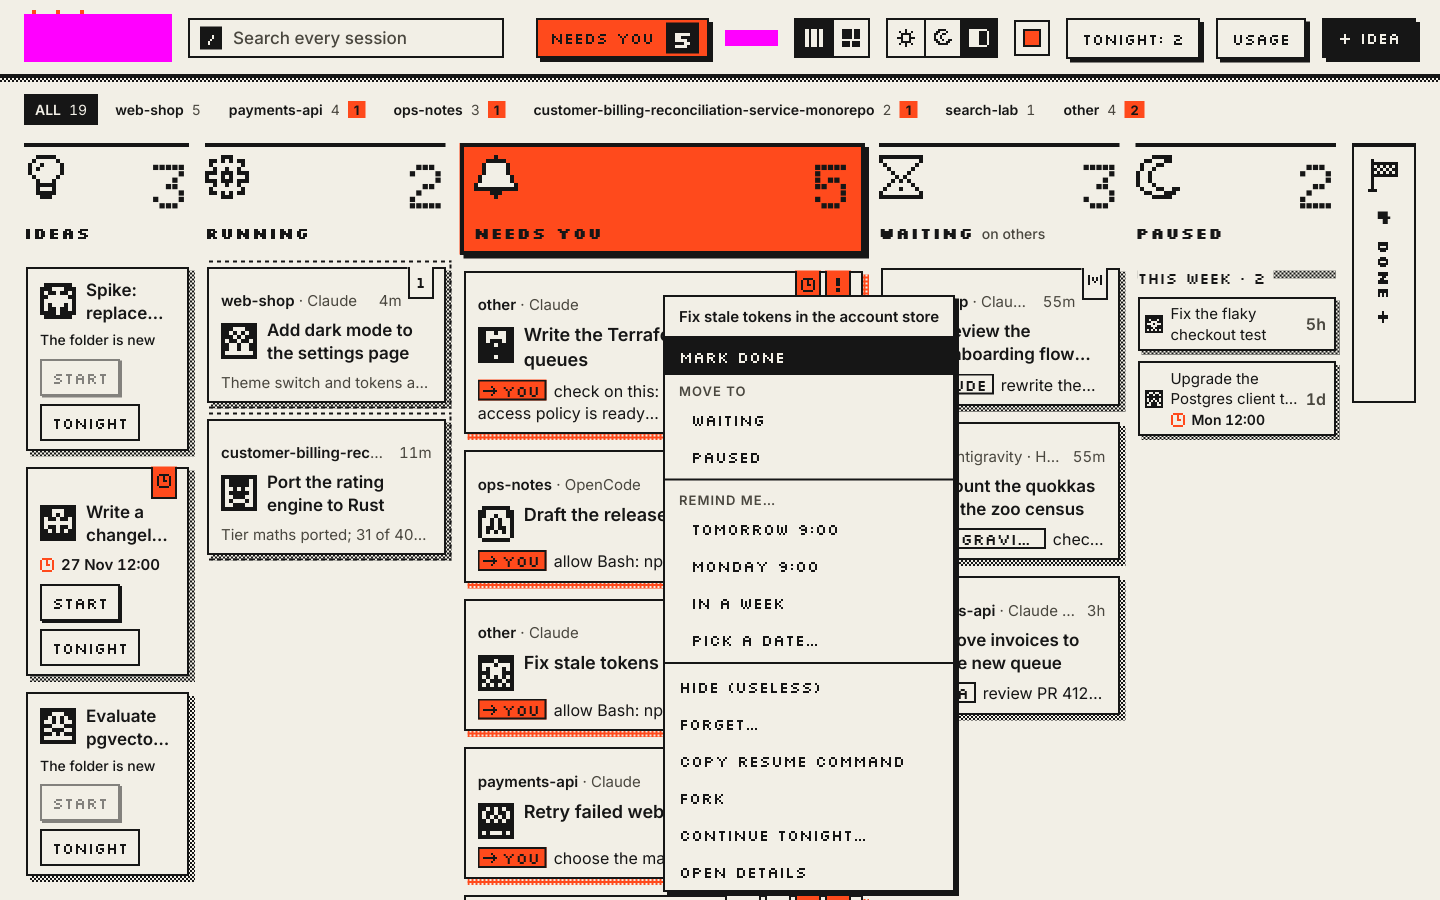 / Search every session
NEEDS YOU 5
TONIGHT: 2
USAGE
+ IDEA
ALL 19
web-shop 5
payments-api 4 1
ops-notes 3 1
customer-billing-reconciliation-service-monorepo 2 1
search-lab 1
other 4 2
3
IDEAS
Spike:
replace...
The folder is new
START
TONIGHT
Write a
changel...
27 Nov 12:00
START
TONIGHT
Evaluate
pgvecto...
The folder is new
START
TONIGHT
2
RUNNING
1
web-shop · Claude 4m
Add dark mode to
the settings page
Theme switch and tokens a...
customer-billing-rec... 11m
Port the rating
engine to Rust
Tier maths ported; 31 of 40...
5
NEEDS YOU
!
other · Claude
Write the Terraf
queues
→ YOU check on this:
access policy is ready...
ops-notes · OpenCode
Draft the release
→ YOU allow Bash: np
other · Claude
Fix stale tokens
→ YOU allow Bash: np
payments-api · Claude
Retry failed web
→ YOU choose the ma
Fix stale tokens in the account store
MARK DONE
MOVE TO
WAITING
PAUSED
REMIND ME...
TOMORROW 9:00
MONDAY 9:00
IN A WEEK
PICK A DATE...
HIDE (USELESS)
FORGET...
COPY RESUME COMMAND
FORK
CONTINUE TONIGHT...
OPEN DETAILS
3
WAITING on others
p · Clau... 55m
eview the
boarding flow...
UDE rewrite the...
ntigravity · H... 55m
ount the quokkas
the zoo census
GRAVI... chec...
s-api · Claude ... 3h
ove invoices to
e new queue
A review PR 412...
2
PAUSED
THIS WEEK · 2
Fix the flaky
checkout test
5h
Upgrade the
Postgres client t... 1d
Mon 12:00
4 DONE +